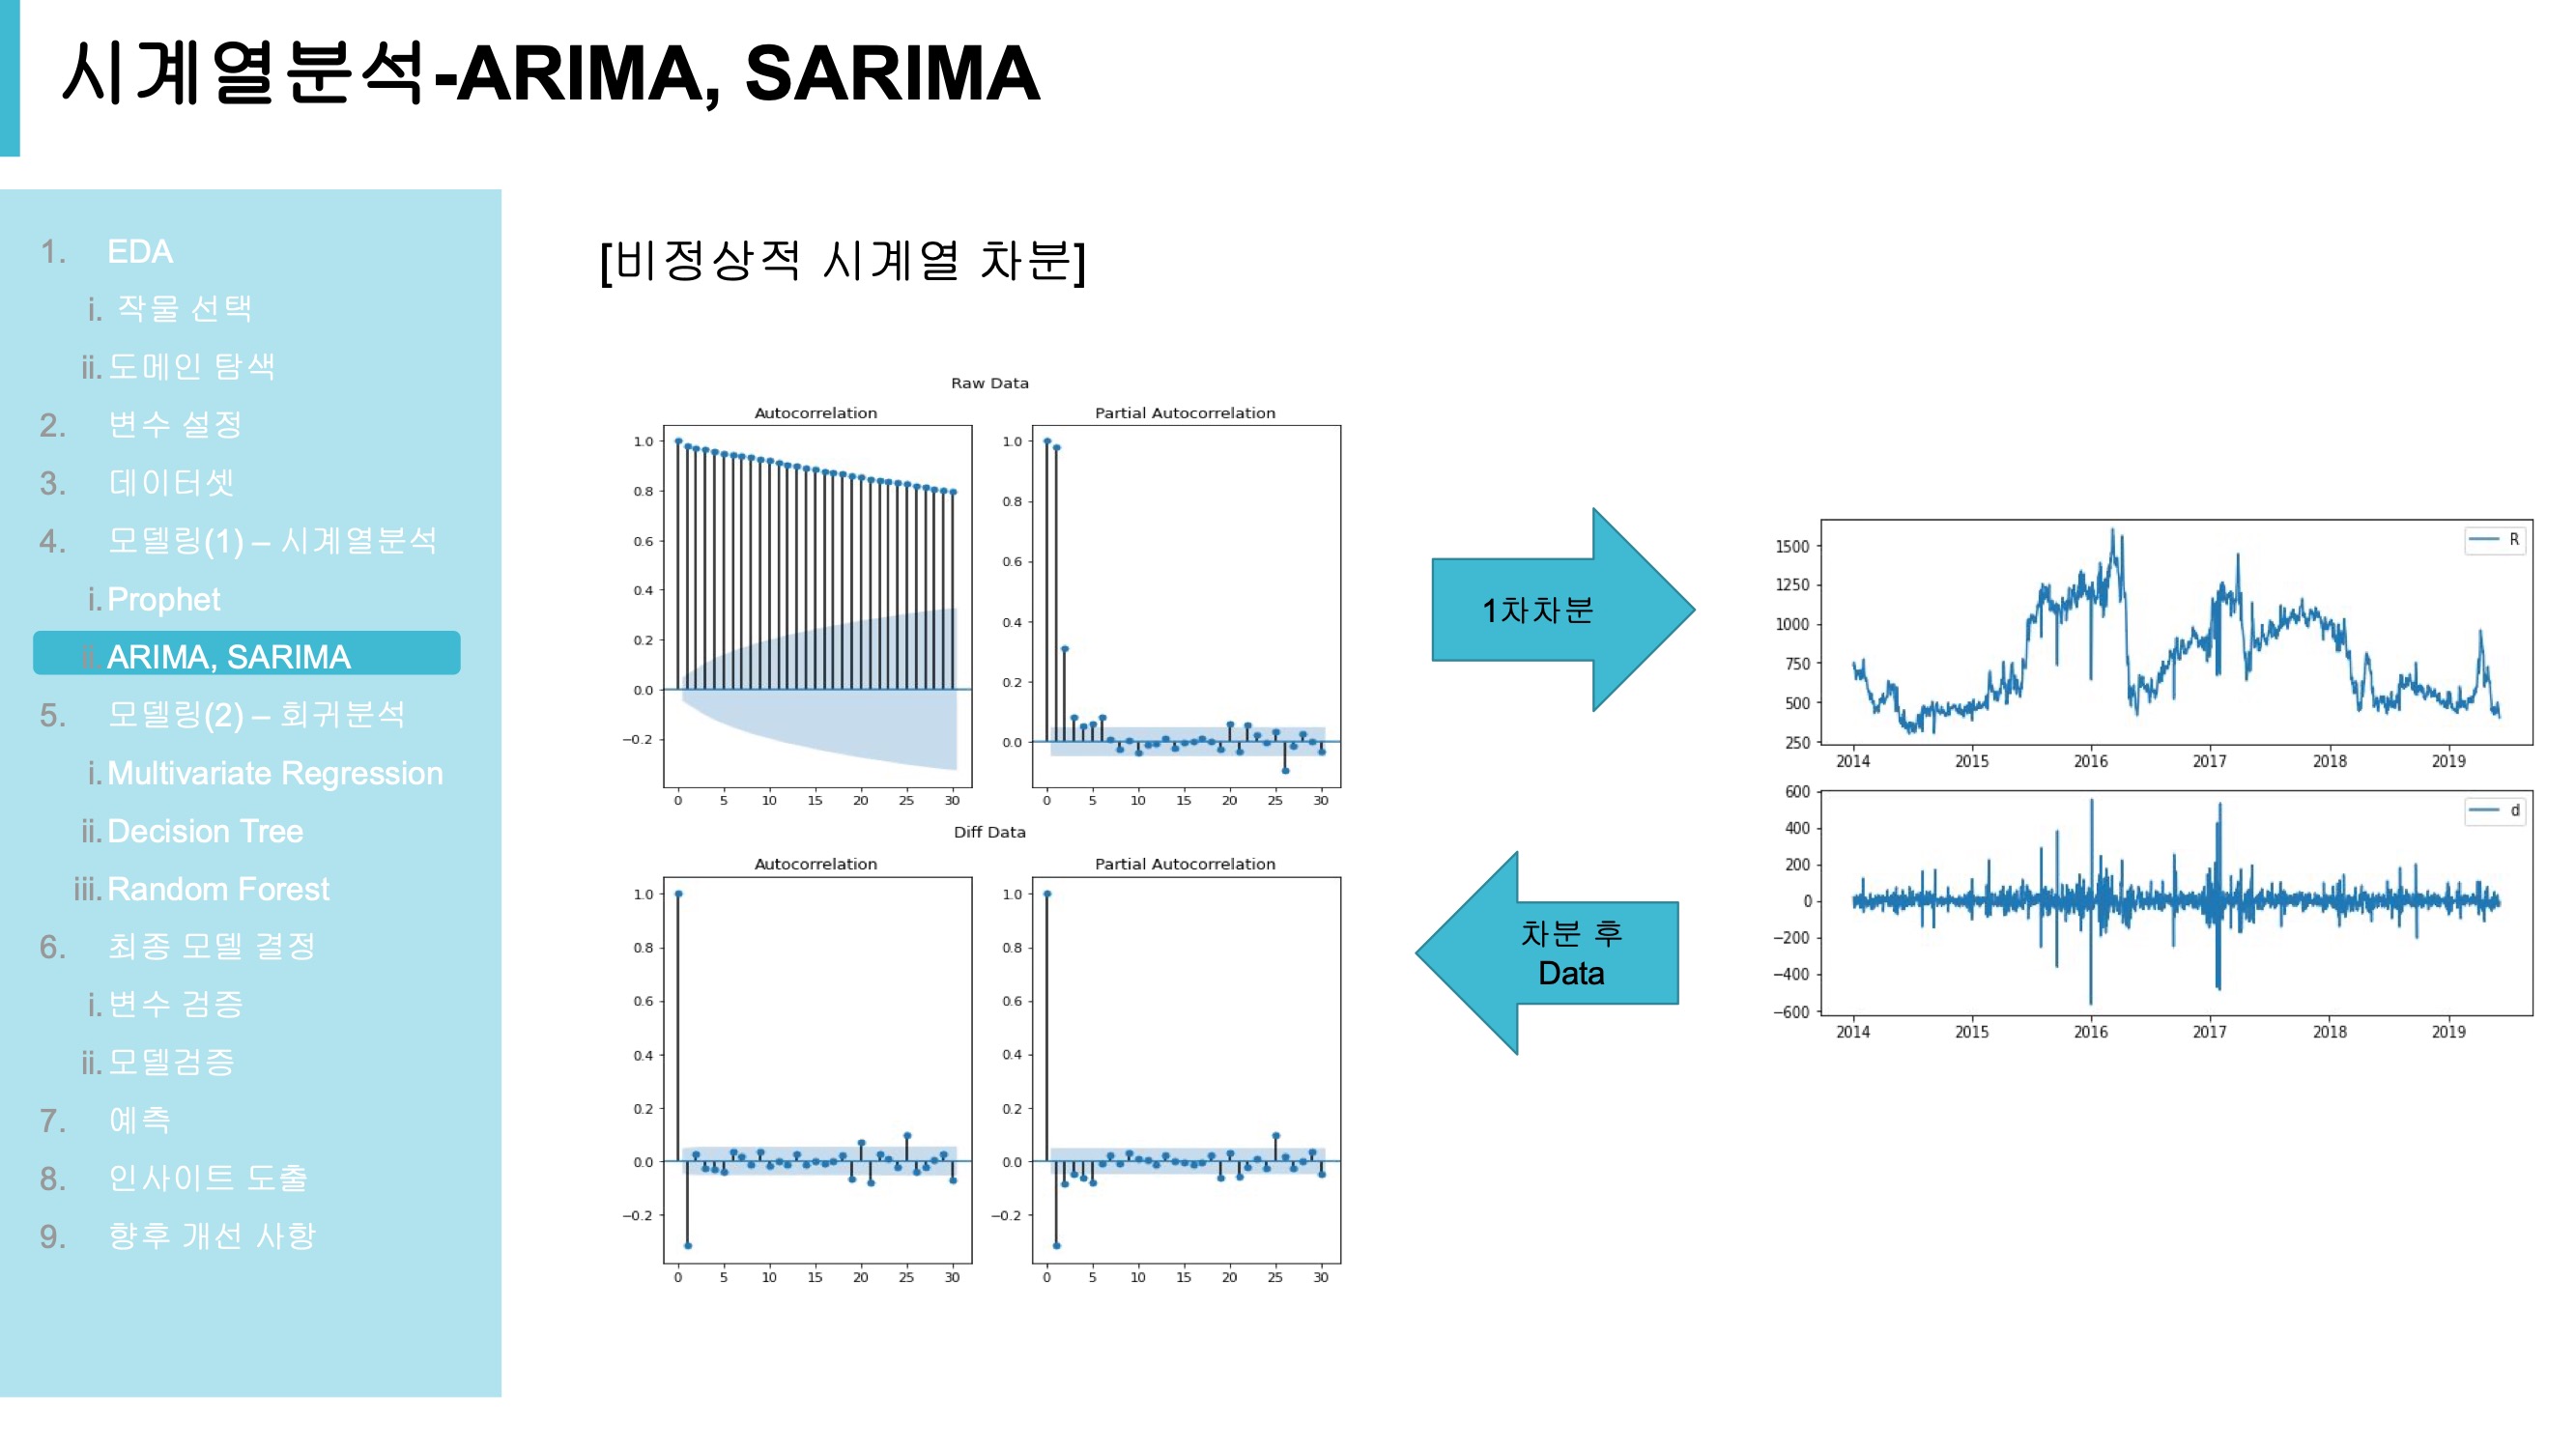 시계열분석-ARIMA, SARIMA
1. EDA
i. 작물 선택
ii. 도메인 탐색
2. 변수 설정
3. 데이터셋
4. 모델링(1) – 시계열분석
i. Prophet
ii. ARIMA, SARIMA
5. 모델링(2) – 회귀분석
i. Multivariate Regression
ii. Decision Tree
iii. Random Forest
6. 최종 모델 결정
i. 변수 검증
ii. 모델검증
7. 예측
8. 인사이트 도출
9. 향후 개선 사항
[비정상적 시계열 차분]
Raw Data
Autocorrelation
1.0
0.8
0.6
0.4
0.2
0.0
−0.2
0 5 10 15 20 25 30
Partial Autocorrelation
1.0
0.8
0.6
0.4
0.2
0.0
0 5 10 15 20 25 30
Diff Data
Autocorrelation
1.0
0.8
0.6
0.4
0.2
0.0
−0.2
0 5 10 15 20 25 30
Partial Autocorrelation
1.0
0.8
0.6
0.4
0.2
0.0
−0.2
0 5 10 15 20 25 30
1차차분
차분 후
Data
R
1500
1250
1000
750
500
250
2014 2015 2016 2017 2018 2019
d
600
400
200
0
−200
−400
−600
2014 2015 2016 2017 2018 2019